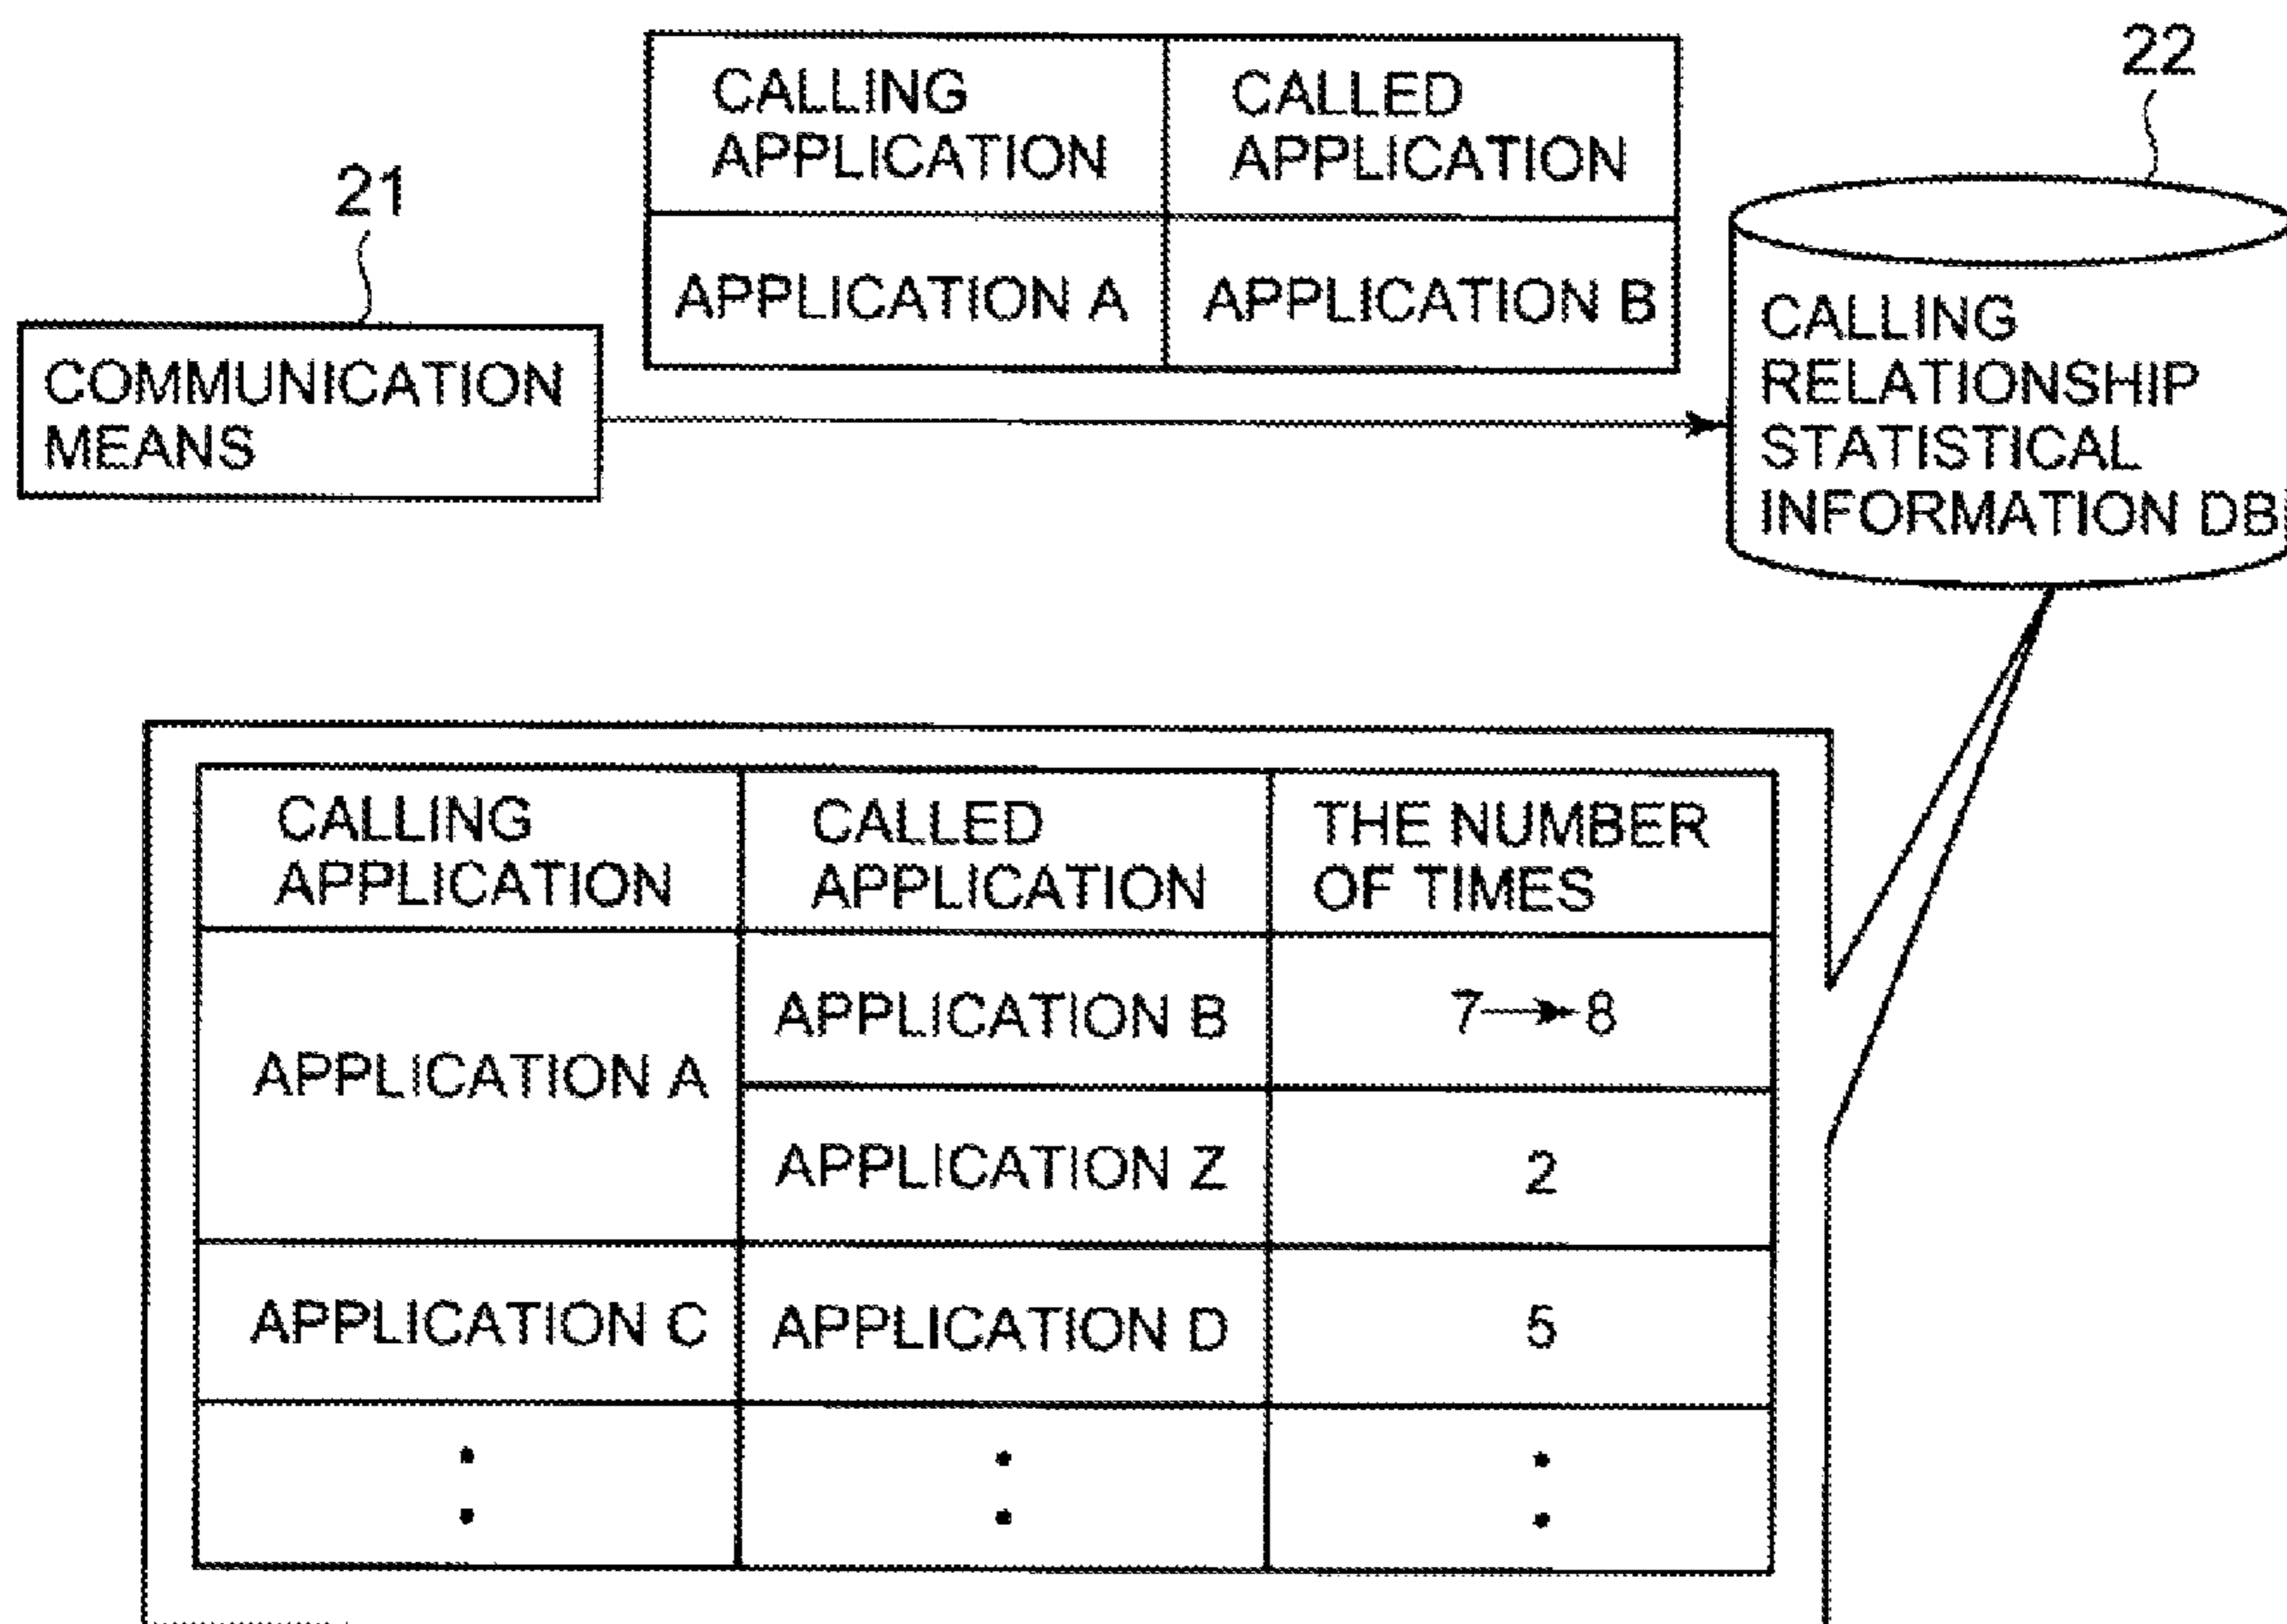 22
CALLING APPLICATION
CALLED APPLICATION
21
APPLICATION A
APPLICATION B
COMMUNICATION
MEANS
CALLING
RELATIONSHIP
STATISTICAL
INFORMATION DB
CALLING
APPLICATION
CALLED
APPLICATION
THE NUMBER
OF TIMES
APPLICATION A
APPLICATION B
7→8
APPLICATION Z
2
APPLICATION C
APPLICATION D
5